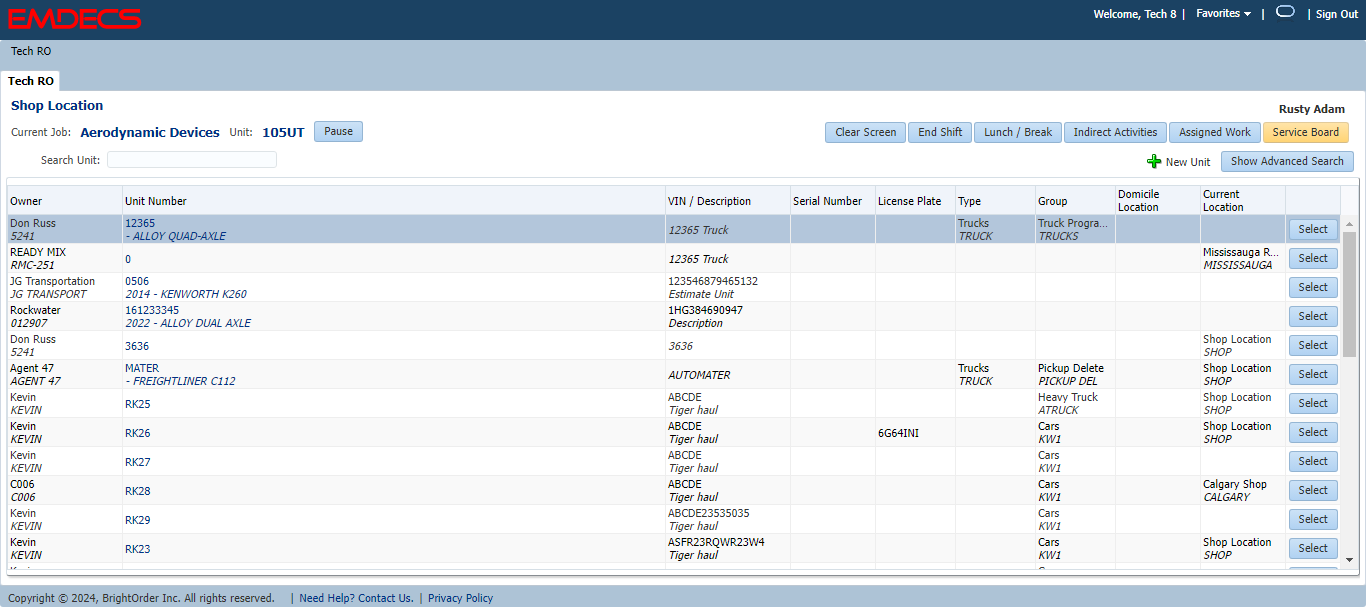 EMDECS
Welcome, Tech 8 | Favorites | | Sign Out
Tech RO
Tech RO
Shop Location
Rusty Adam
Current Job: Aerodynamic Devices Unit: 105UT Pause
Clear Screen End Shift Lunch / Break Indirect Activities Assigned Work Service Board
Search Unit:
New Unit Show Advanced Search
Owner Unit Number VIN / Description Serial Number License Plate Type Group Domicile Location Current Location
Don Russ 12365 Trucks Truck Progra...
5241 - ALLOY QUAD-AXLE 12365 Truck TRUCK TRUCKS Select
READY MIX Mississauga R...
RMC-251 0 12365 Truck MISSISSAUGA Select
JG Transportation 0506 123546879465132
JG TRANSPORT 2014 - KENWORTH K260 Estimate Unit Select
Rockwater 161233345 1HG384690947
012907 2022 - ALLOY DUAL AXLE Description Select
Don Russ Shop Location
5241 3636 3636 SHOP Select
Agent 47 MATER Trucks Pickup Delete Shop Location
AGENT 47 - FREIGHTLINER C112 AUTOMATER TRUCK PICKUP DEL SHOP Select
Kevin ABCDE Heavy Truck Shop Location
KEVIN RK25 Tiger haul ATRUCK SHOP Select
Kevin ABCDE Cars Shop Location
KEVIN RK26 Tiger haul 6G64INI KW1 SHOP Select
Kevin ABCDE Cars
KEVIN RK27 Tiger haul KW1 Select
C006 ABCDE Cars Calgary Shop
C006 RK28 Tiger haul KW1 CALGARY Select
Kevin ABCDE23535035 Cars
KEVIN RK29 Tiger haul KW1 Select
Kevin ASFR23RQWR23W4 Cars Shop Location
KEVIN RK23 Tiger haul KW1 SHOP Select
Copyright © 2024, BrightOrder Inc. All rights reserved. | Need Help? Contact Us. | Privacy Policy